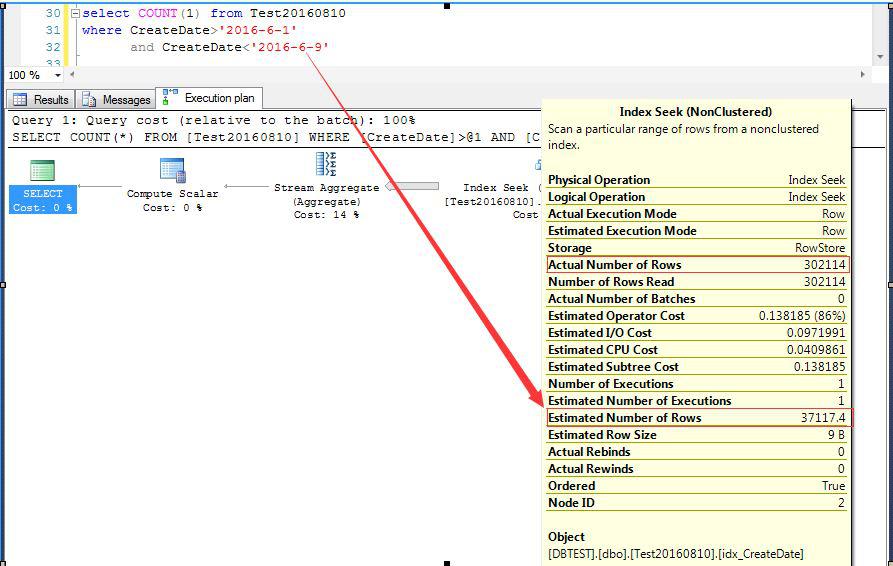 30 select COUNT(1) from Test20160810
31 where CreateDate>'2016-6-1'
32 and CreateDate<'2016-6-9'
33
100 %
Results Messages Execution plan
Query 1: Query cost (relative to the batch): 100%
SELECT COUNT(*) FROM [Test20160810] WHERE [CreateDate]>@1 AND [C
SELECT
Cost: 0 %
Compute Scalar
Cost: 0 %
Stream Aggregate
(Aggregate)
Cost: 14 %
Index Seek (
[Test20160810].
Cost
Index Seek (NonClustered)
Scan a particular range of rows from a nonclustered
index.
Physical Operation Index Seek
Logical Operation Index Seek
Actual Execution Mode Row
Estimated Execution Mode Row
Storage RowStore
Actual Number of Rows 302114
Number of Rows Read 302114
Actual Number of Batches 0
Estimated Operator Cost 0.138185 (86%)
Estimated I/O Cost 0.0971991
Estimated CPU Cost 0.0409861
Estimated Subtree Cost 0.138185
Number of Executions 1
Estimated Number of Executions 1
Estimated Number of Rows 37117.4
Estimated Row Size 9 B
Actual Rebinds 0
Actual Rewinds 0
Ordered True
Node ID 2
Object
[DBTEST].[dbo].[Test20160810].[idx_CreateDate]